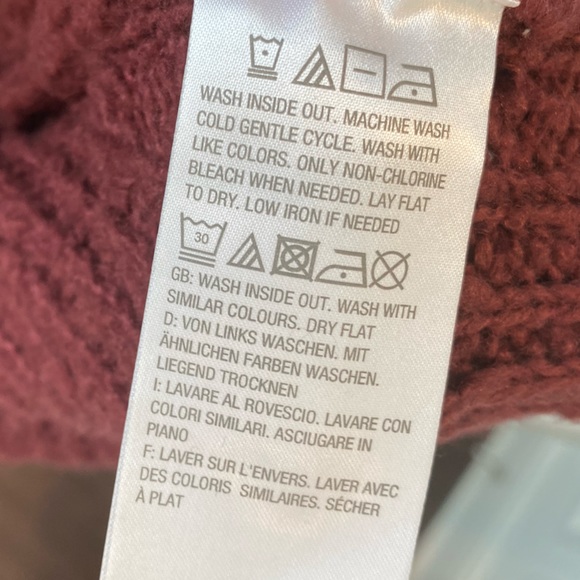 WASH INSIDE OUT. MACHINE WASH
COLD GENTLE CYCLE. WASH WITH
LIKE COLORS. ONLY NON-CHLORINE
BLEACH WHEN NEEDED. LAY FLAT
TO DRY. LOW IRON IF NEEDED
30
GB: WASH INSIDE OUT. WASH WITH
SIMILAR COLOURS. DRY FLAT
D: VON LINKS WASCHEN. MIT
ÄHNLICHEN FARBEN WASCHEN.
LIEGEND TROCKNEN
I: LAVARE AL ROVESCIO. LAVARE CON
COLORI SIMILARI. ASCIUGARE IN
PIANO
F: LAVER SUR L'ENVERS. LAVER AVEC
DES COLORIS SIMILAIRES. SÉCHER
À PLAT